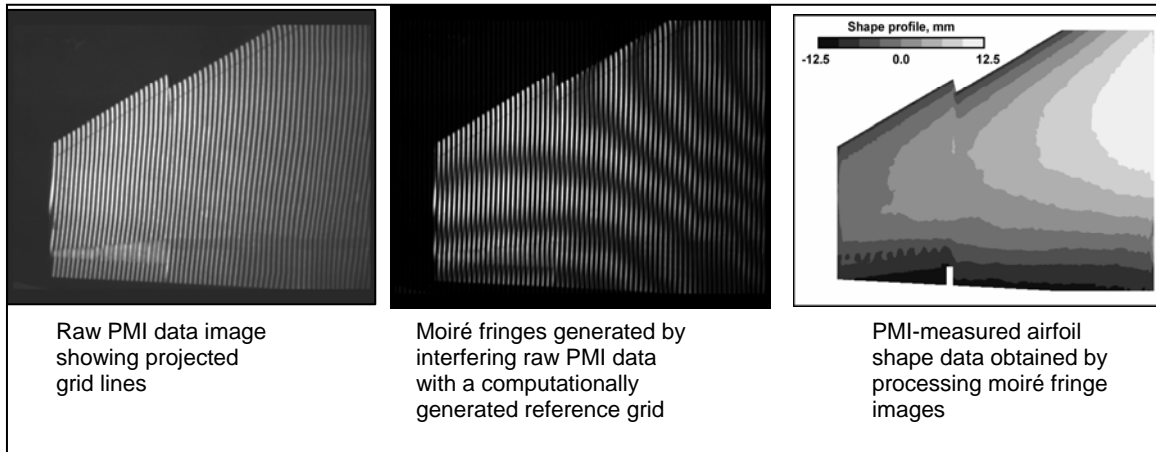 Shape profile, mm
-12.5 0.0 12.5
Raw PMI data image
showing projected
grid lines
Moiré fringes generated by
interfering raw PMI data
with a computationally
generated reference grid
PMI-measured airfoil
shape data obtained by
processing moiré fringe
images